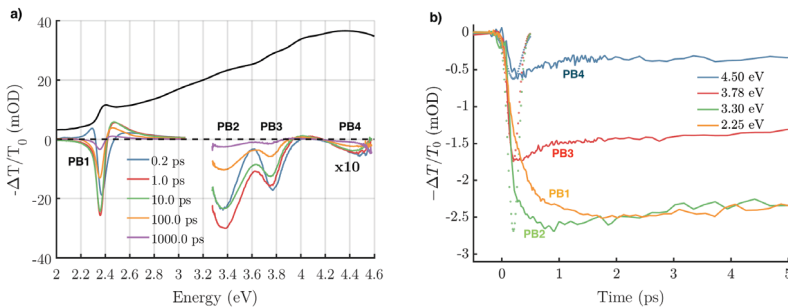 a)
40
20
0
-20
-40
-ΔT/T0 (mOD)
PB1
PB2
PB3
PB4
x10
0.2 ps
1.0 ps
10.0 ps
100.0 ps
1000.0 ps
2 2.2 2.4 2.6 2.8 3 3.2 3.4 3.6 3.8 4 4.2 4.4 4.6
Energy (eV)
b)
0
-0.5
-1
-1.5
-2
-2.5
-3
−ΔT/T0 (mOD)
PB4
4.50 eV
3.78 eV
3.30 eV
2.25 eV
PB3
PB1
PB2
0 1 2 3 4 5
Time (ps)